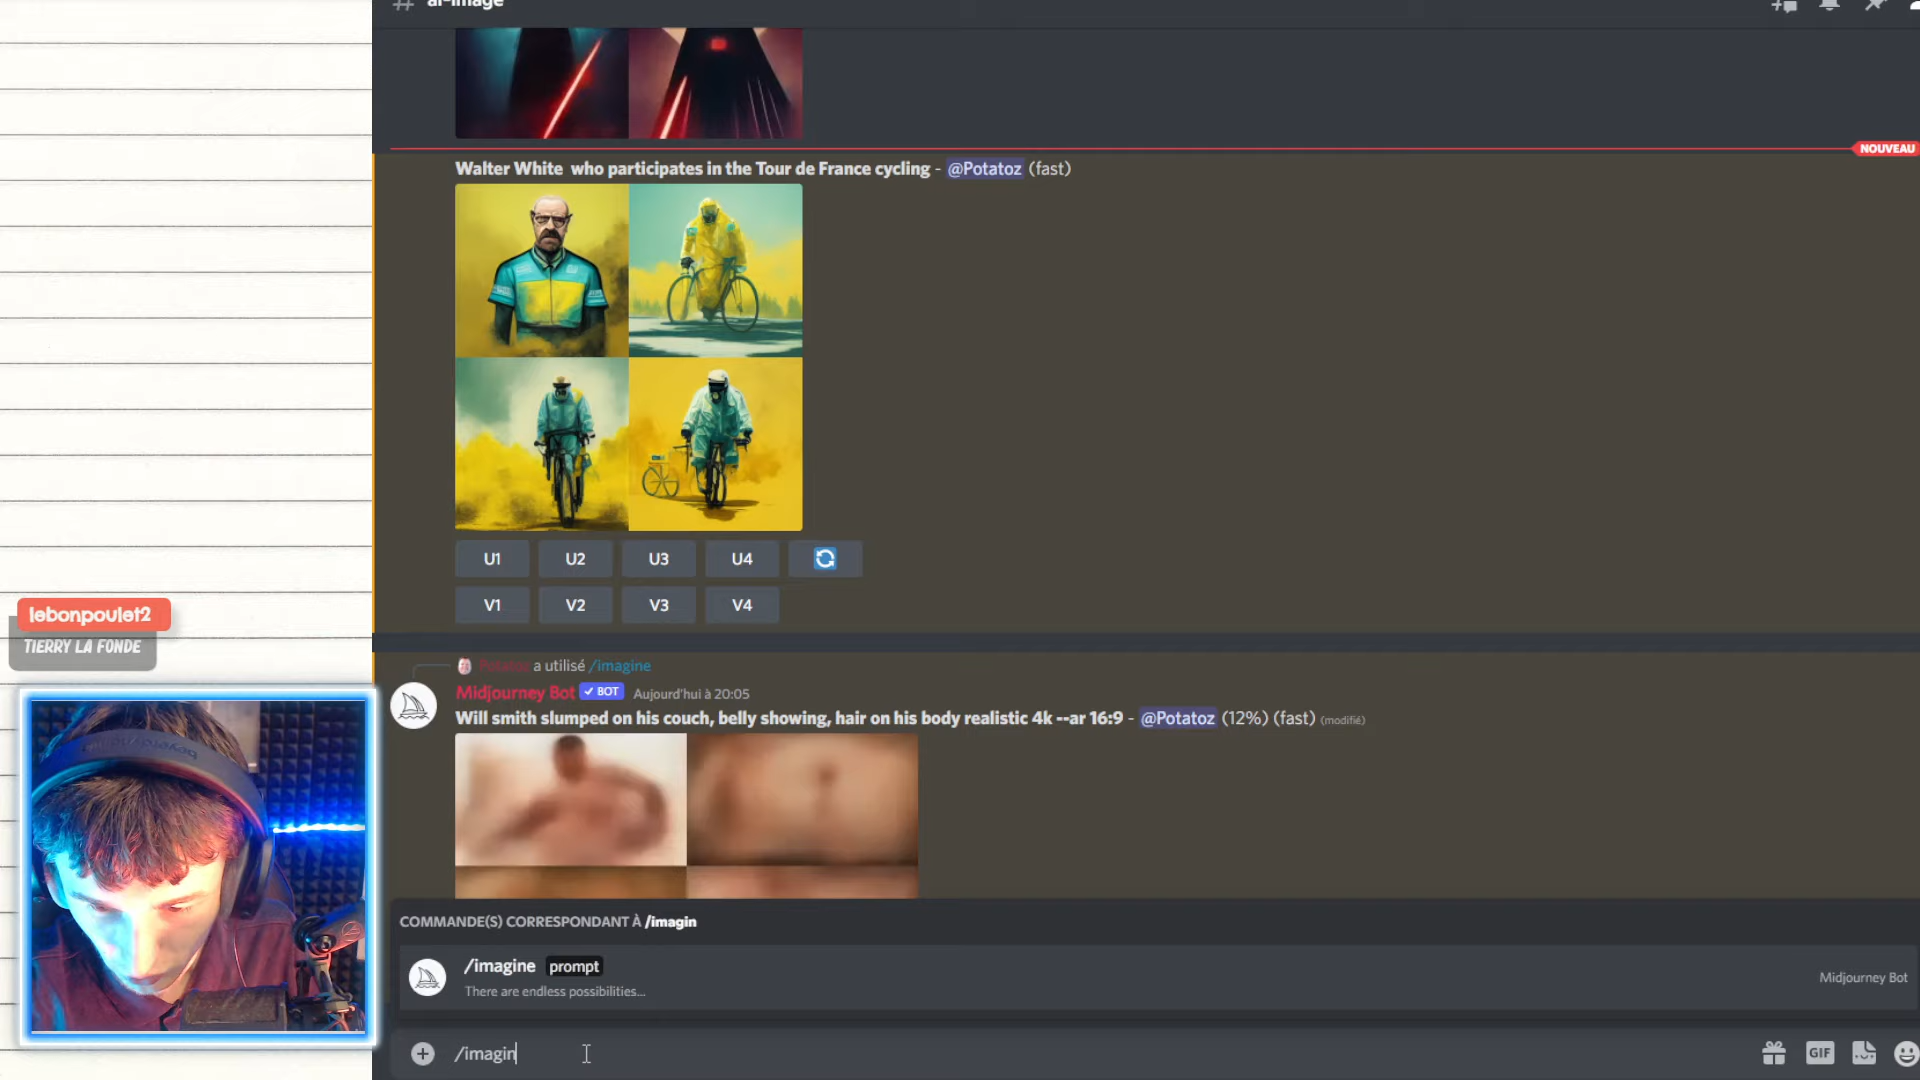 ai-image
NOUVEAU
Walter White who participates in the Tour de France cycling - @Potatoz (fast)
U1 U2 U3 U4
V1 V2 V3 V4
lebonpoulet2
TIERRY LA FONDE
Potatoz a utilisé /imagine
Midjourney Bot ✓ BOT Aujourd'hui à 20:05
Will smith slumped on his couch, belly showing, hair on his body realistic 4k --ar 16:9 - @Potatoz (12%) (fast) (modifié)
COMMANDE(S) CORRESPONDANT À /imagin
/imagine prompt
There are endless possibilities...
Midjourney Bot
/imagin
GIF